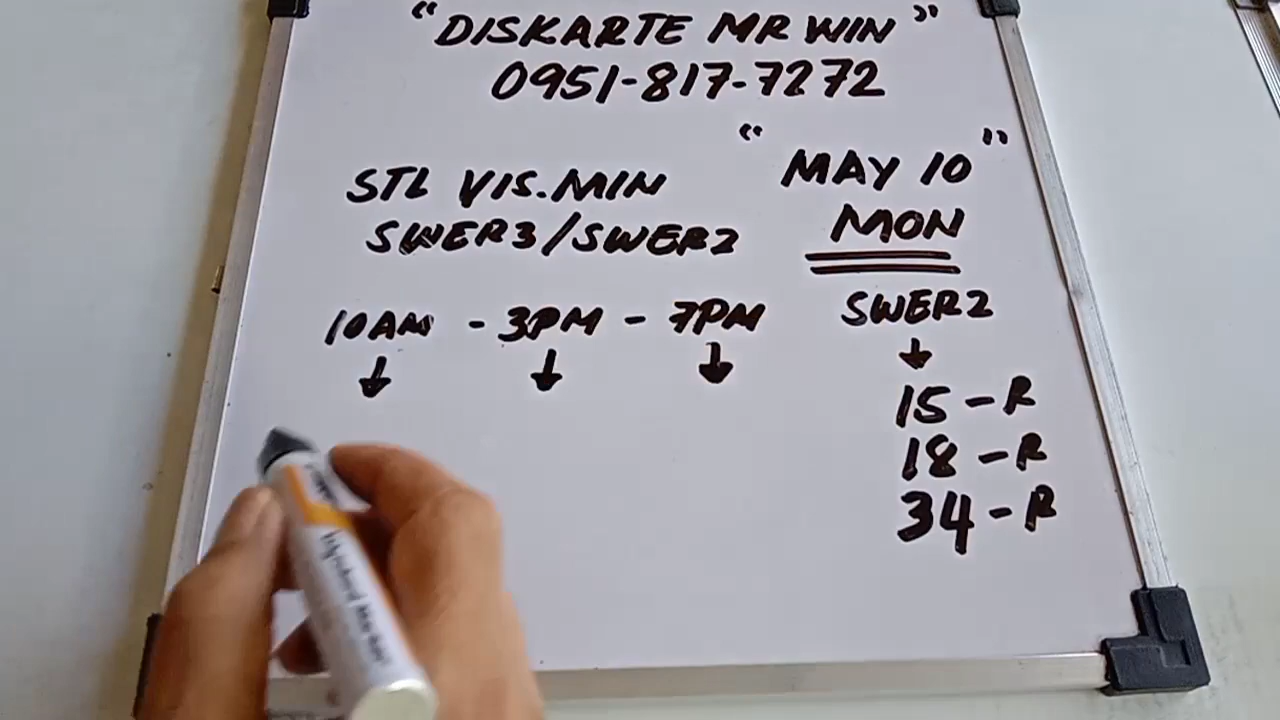 “DISKARTE MR WIN”
0951-817-7272
STL VIS.MIN
SWER3/SWER2
“MAY 10”
MON
10AM - 3PM - 7PM
SWER2
15 - R
18 - R
34 - R